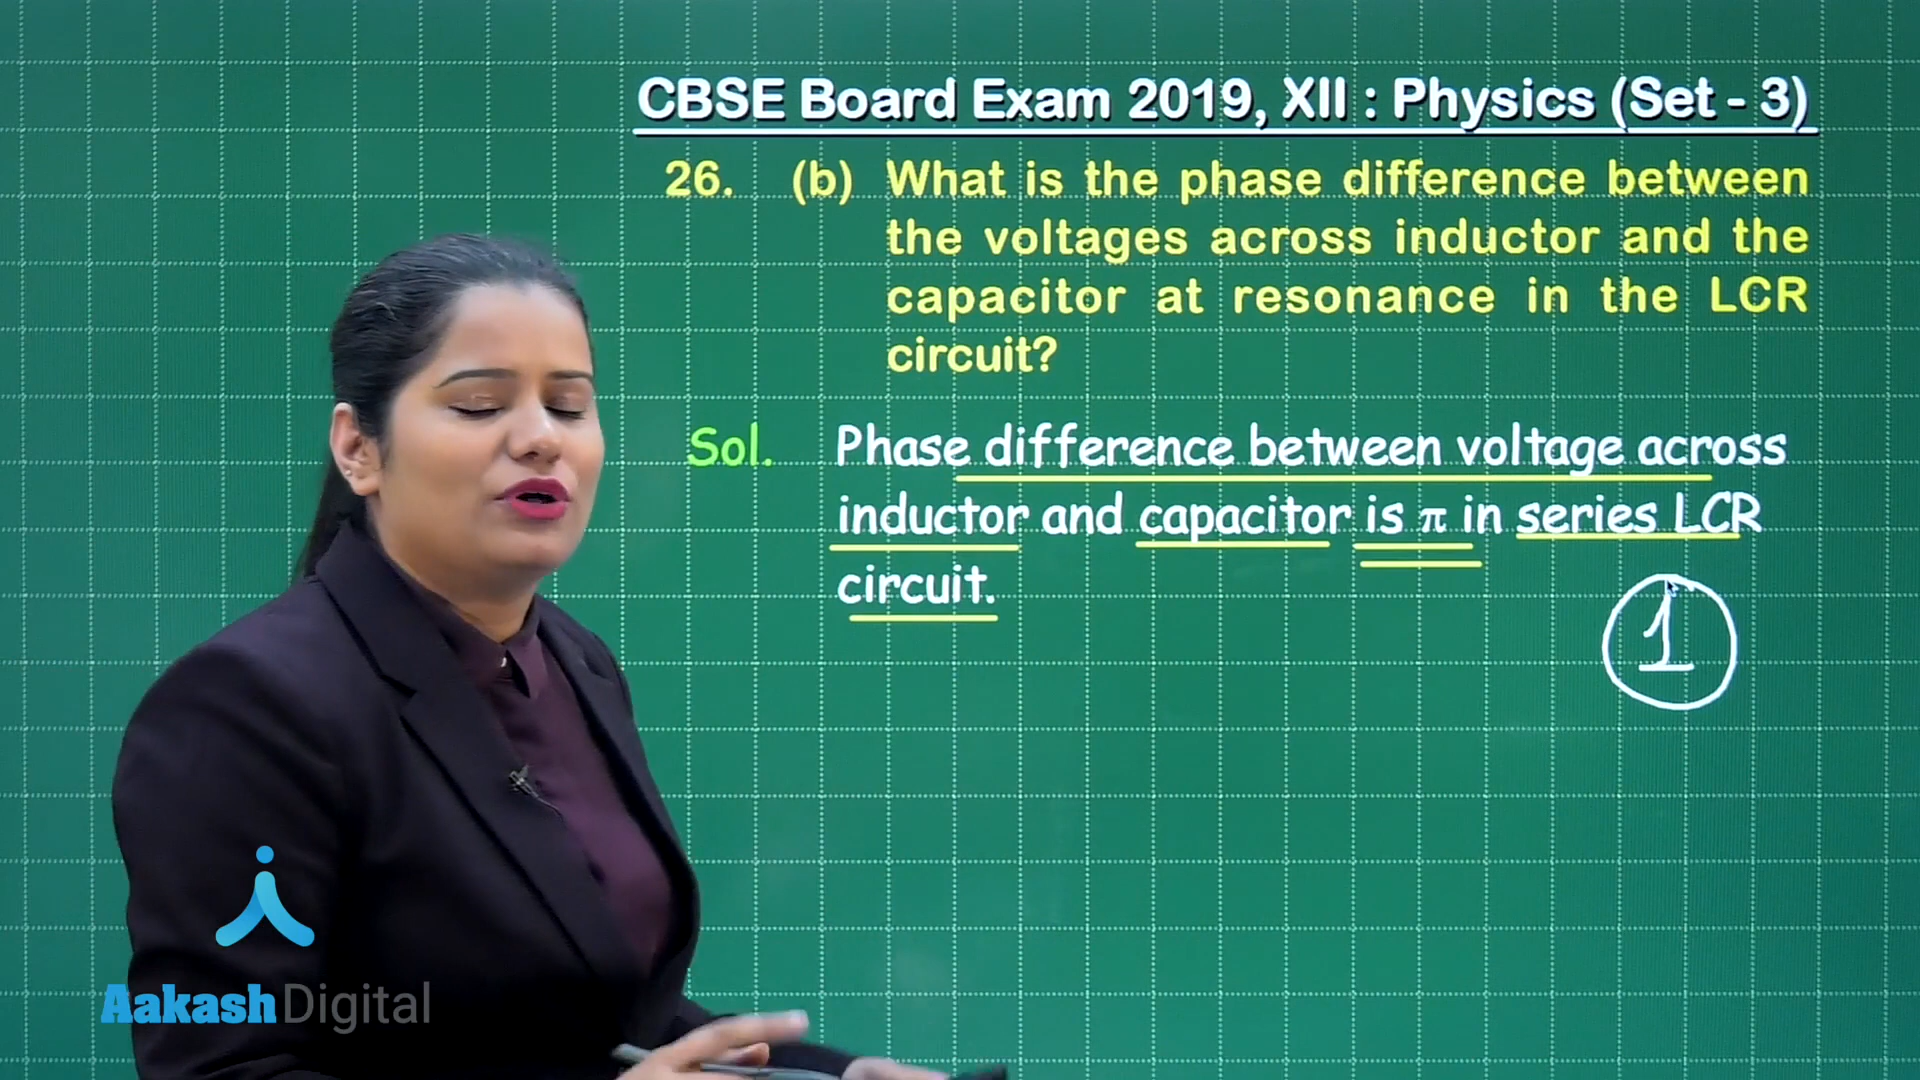 CBSE Board Exam 2019, XII : Physics (Set - 3)
26. (b) What is the phase difference between
the voltages across inductor and the
capacitor at resonance in the LCR
circuit?
Sol. Phase difference between voltage across
inductor and capacitor is π in series LCR
circuit.
1
Aakash Digital